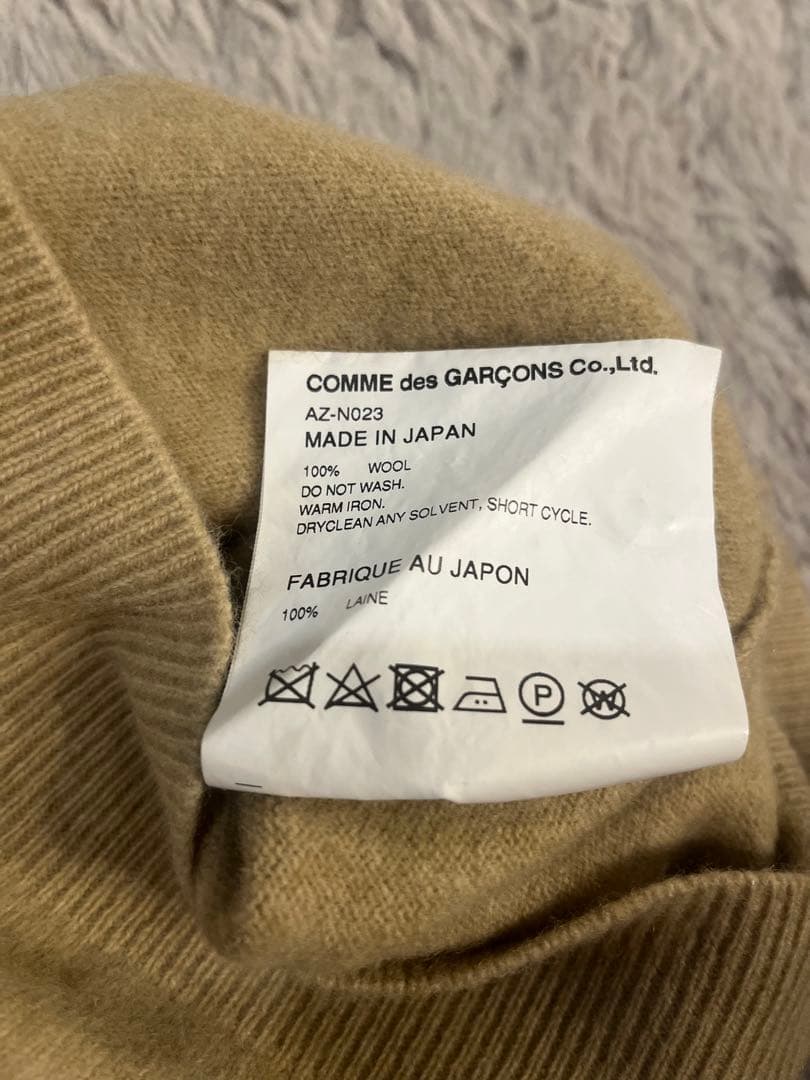 COMME des GARÇONS Co.,Ltd.
AZ-N023
MADE IN JAPAN
100% WOOL
DO NOT WASH.
WARM IRON.
DRYCLEAN ANY SOLVENT, SHORT CYCLE.
FABRIQUE AU JAPON
100% LAINE
P W